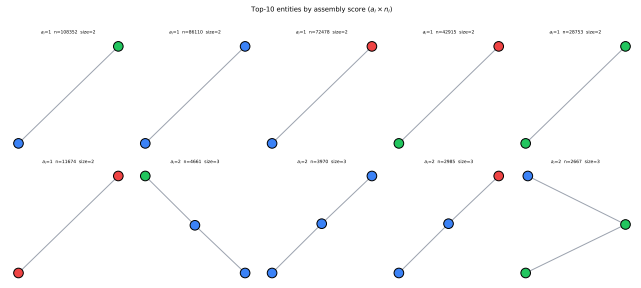 Top-10 entities by assembly score (aᵢ × nᵢ)
aᵢ=1 n=108352 size=2
aᵢ=1 n=86110 size=2
aᵢ=1 n=72478 size=2
aᵢ=1 n=42915 size=2
aᵢ=1 n=28753 size=2
aᵢ=1 n=11674 size=2
aᵢ=2 n=4661 size=3
aᵢ=2 n=3970 size=3
aᵢ=2 n=2985 size=3
aᵢ=2 n=2667 size=3